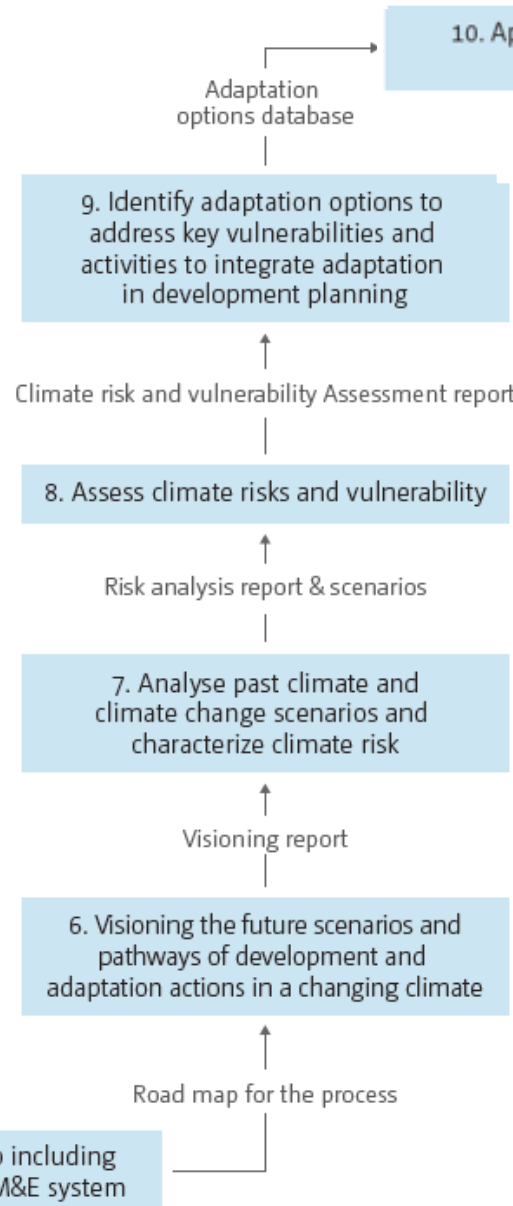 10. Ap
Adaptation
options database
9. Identify adaptation options to
address key vulnerabilities and
activities to integrate adaptation
in development planning
Climate risk and vulnerability Assessment report
8. Assess climate risks and vulnerability
Risk analysis report & scenarios
7. Analyse past climate and
climate change scenarios and
characterize climate risk
Visioning report
6. Visioning the future scenarios and
pathways of development and
adaptation actions in a changing climate
Road map for the process
including
M&E system